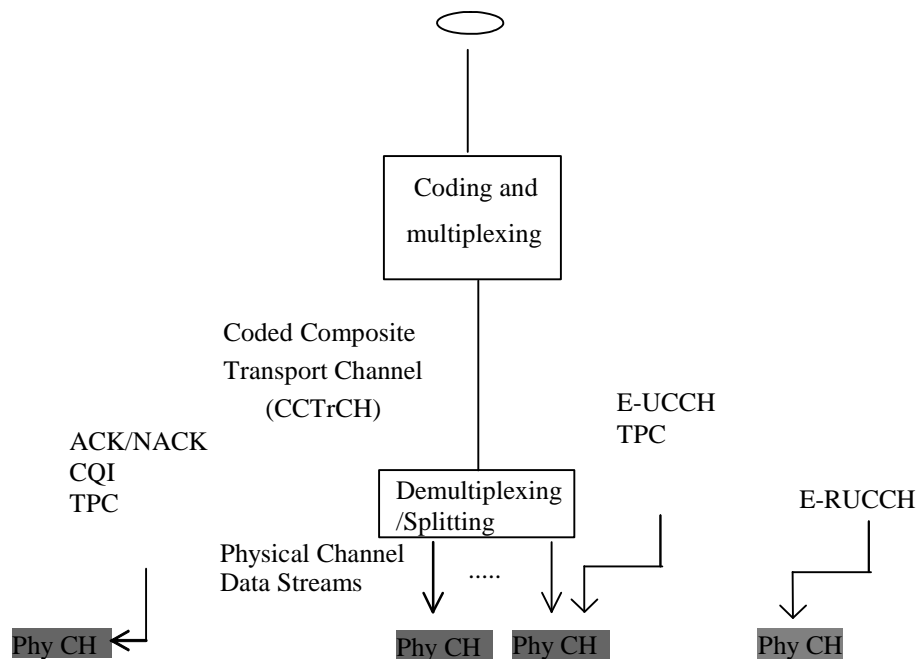 Coding and
multiplexing
Coded Composite
Transport Channel
(CCTrCH)
E-UCCH
TPC
ACK/NACK
CQI
TPC
Demultiplexing
/Splitting
E-RUCCH
Physical Channel
Data Streams
.....
Phy CH
Phy CH
Phy CH
Phy CH